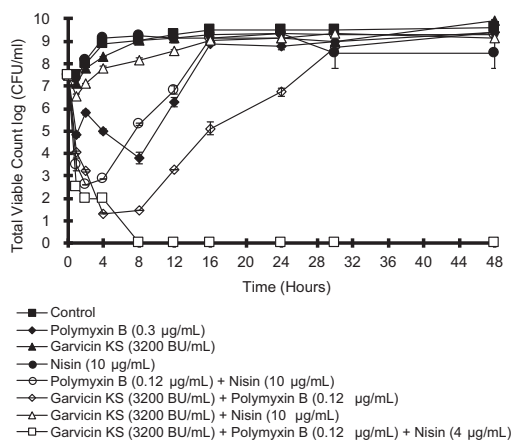 10
9
8
7
6
5
4
3
2
1
0
Total Viable Count log (CFU/ml)
0 4 8 12 16 20 24 28 32 36 40 44 48
Time (Hours)
Control
Polymyxin B (0.3 µg/mL)
Garvicin KS (3200 BU/mL)
Nisin (10 µg/mL)
Polymyxin B (0.12 µg/mL) + Nisin (10 µg/mL)
Garvicin KS (3200 BU/mL) + Polymyxin B (0.12 µg/mL)
Garvicin KS (3200 BU/mL) + Nisin (10 µg/mL)
Garvicin KS (3200 BU/mL) + Polymyxin B (0.12 µg/mL) + Nisin (4 µg/mL)